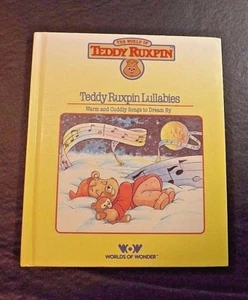 THE WORLD OF
TEDDY RUXPIN
Teddy Ruxpin Lullabies
Warm and Cuddly Songs to Dream By
WOW
WORLDS OF WONDER